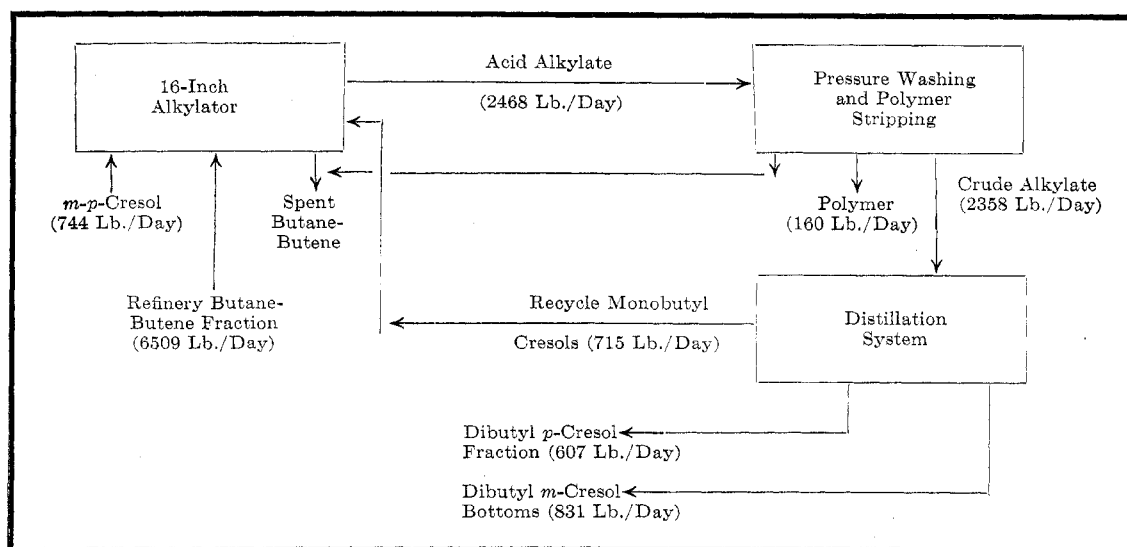 16-Inch
Alkylator
Acid Alkylate
(2468 Lb./Day)
Pressure Washing
and Polymer
Stripping
m-p-Cresol
(744 Lb./Day)
Spent
Butane-
Butene
Polymer
(160 Lb./Day)
Crude Alkylate
(2358 Lb./Day)
Refinery Butane-
Butene Fraction
(6509 Lb./Day)
Recycle Monobutyl
Cresols (715 Lb./Day)
Distillation
System
Dibutyl p-Cresol
Fraction (607 Lb./Day)
Dibutyl m-Cresol
Bottoms (831 Lb./Day)